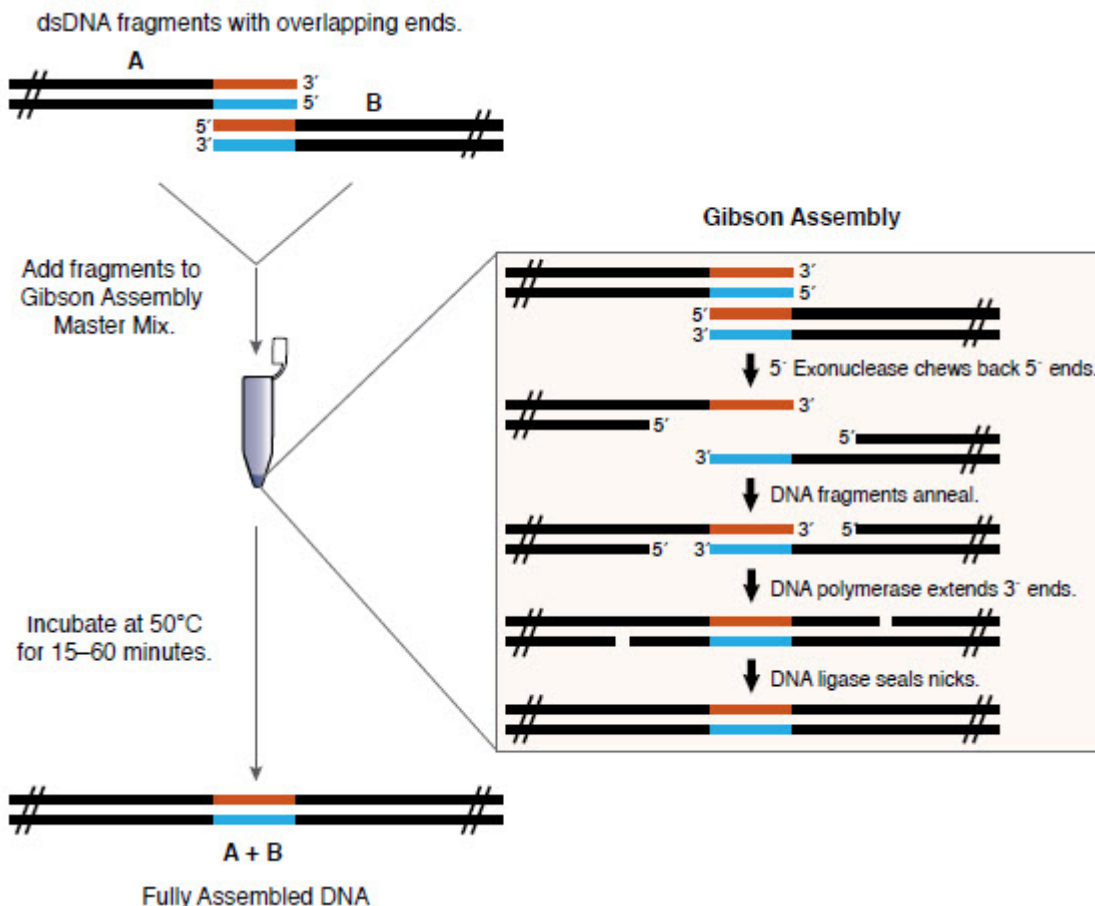 dsDNA fragments with overlapping ends.
A
3′
5′
B
5′
3′
Add fragments to
Gibson Assembly
Master Mix.
Incubate at 50°C
for 15–60 minutes.
A + B
Fully Assembled DNA
Gibson Assembly
3′
5′
5′
3′
5′ Exonuclease chews back 5′ ends.
3′
5′
5′
3′
DNA fragments anneal.
3′ 5′
5′ 3′
DNA polymerase extends 3′ ends.
DNA ligase seals nicks.